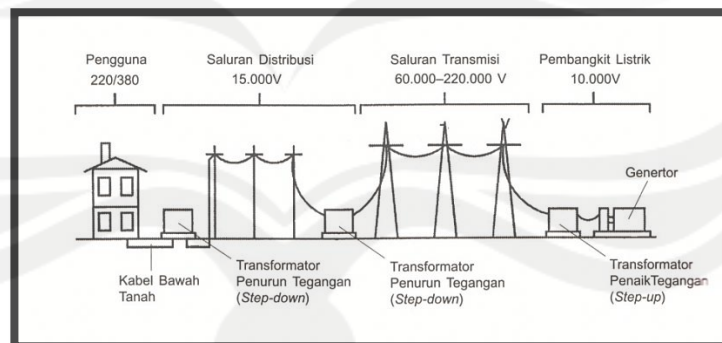 Pengguna
220/380
Saluran Distribusi
15.000V
Saluran Transmisi
60.000–220.000 V
Pembangkit Listrik
10.000V
Genertor
Kabel Bawah
Tanah
Transformator
Penurun Tegangan
(Step-down)
Transformator
Penurun Tegangan
(Step-down)
Transformator
PenaikTegangan
(Step-up)